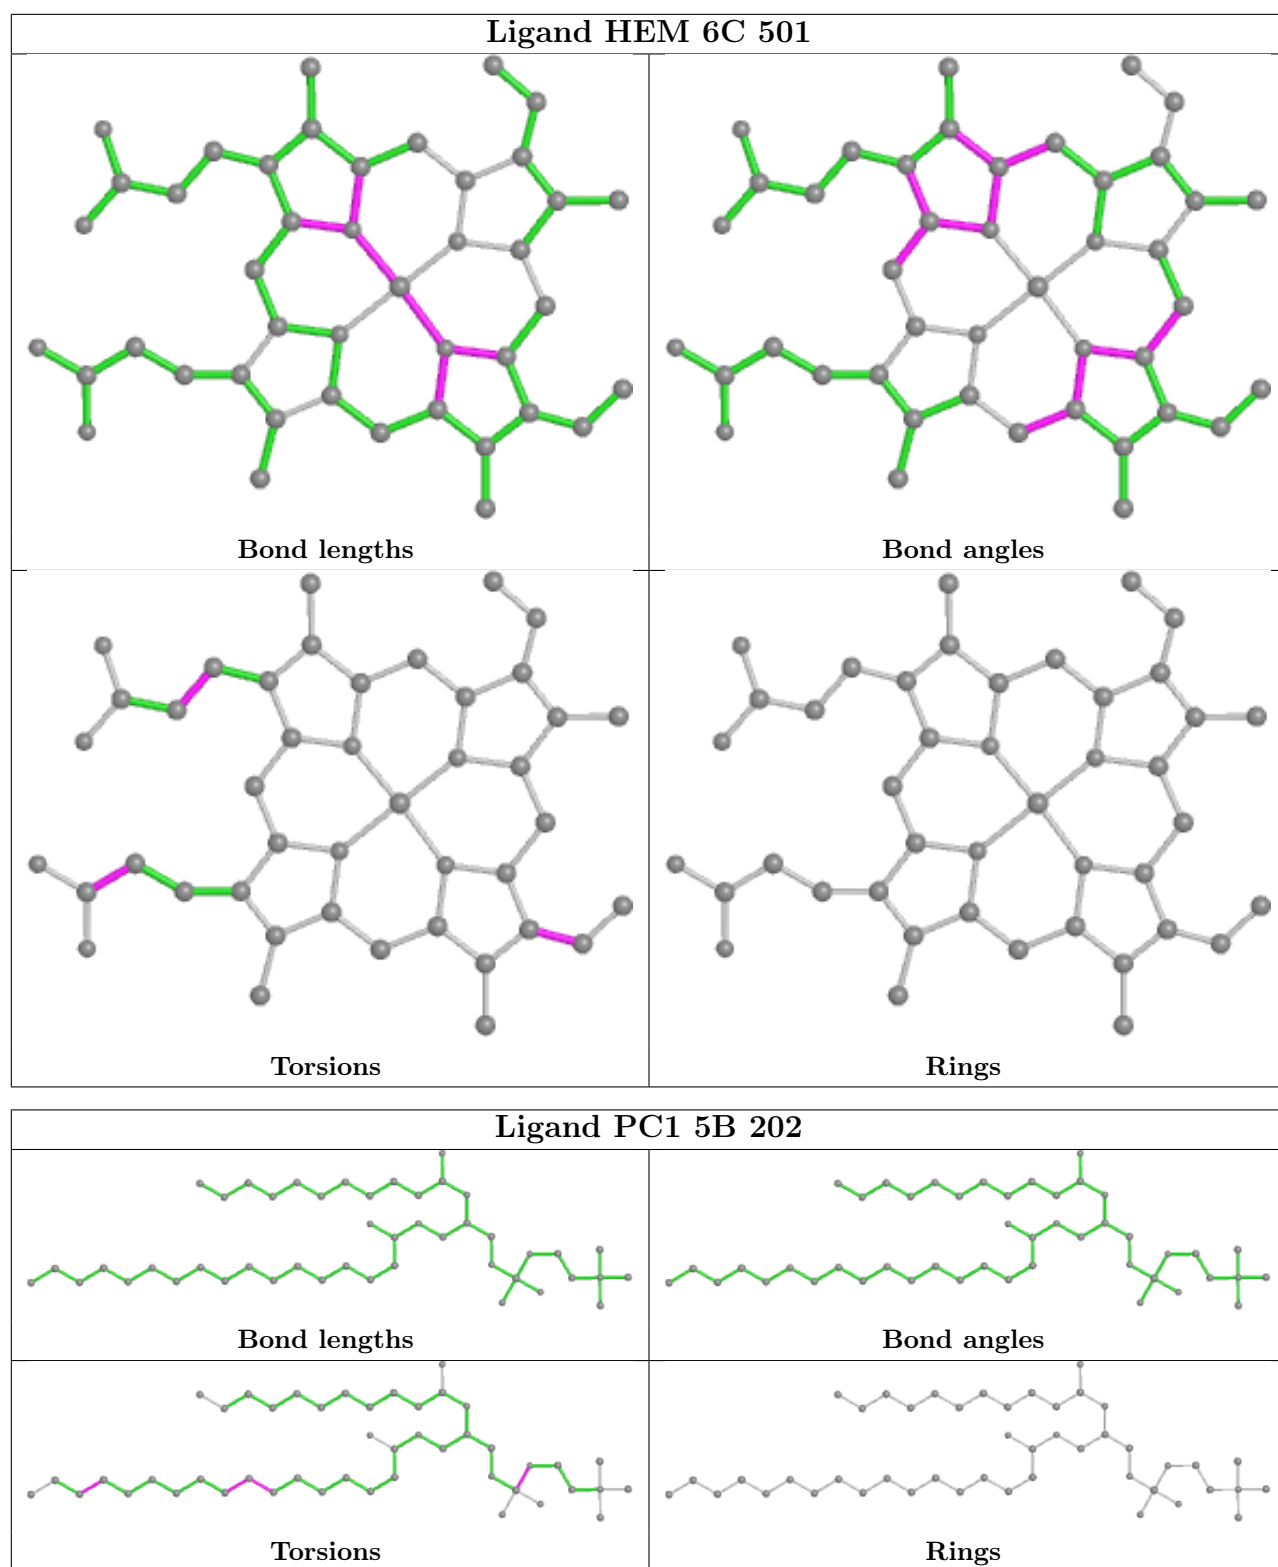 Ligand HEM 6C 501
Bond lengths
Bond angles
Torsions
Rings
Ligand PC1 5B 202
Bond lengths
Bond angles
Torsions
Rings